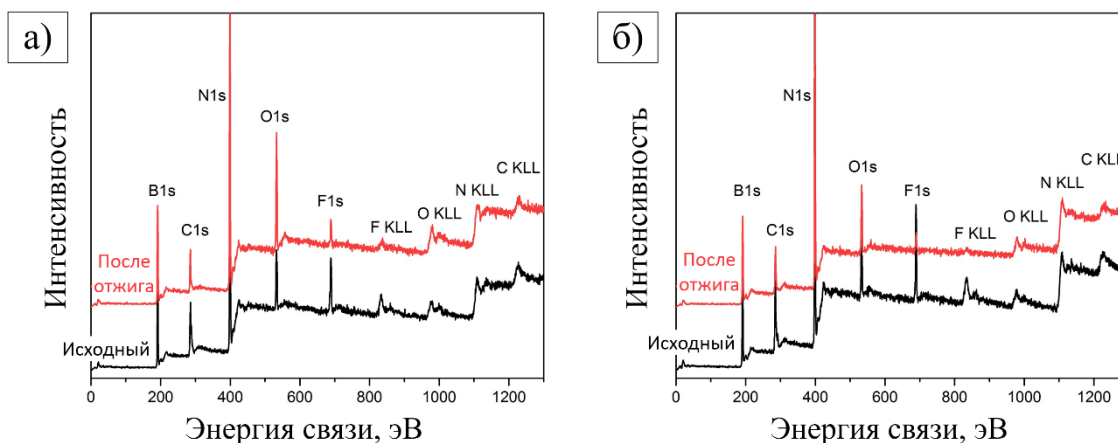 а)
Интенсивность
N1s
O1s
B1s
C1s
F1s
F KLL
O KLL
N KLL
C KLL
После
отжига
Исходный
0 200 400 600 800 1000 1200
Энергия связи, эВ
б)
Интенсивность
N1s
O1s
B1s
C1s
F1s
F KLL
O KLL
N KLL
C KLL
После
отжига
Исходный
0 200 400 600 800 1000 1200
Энергия связи, эВ